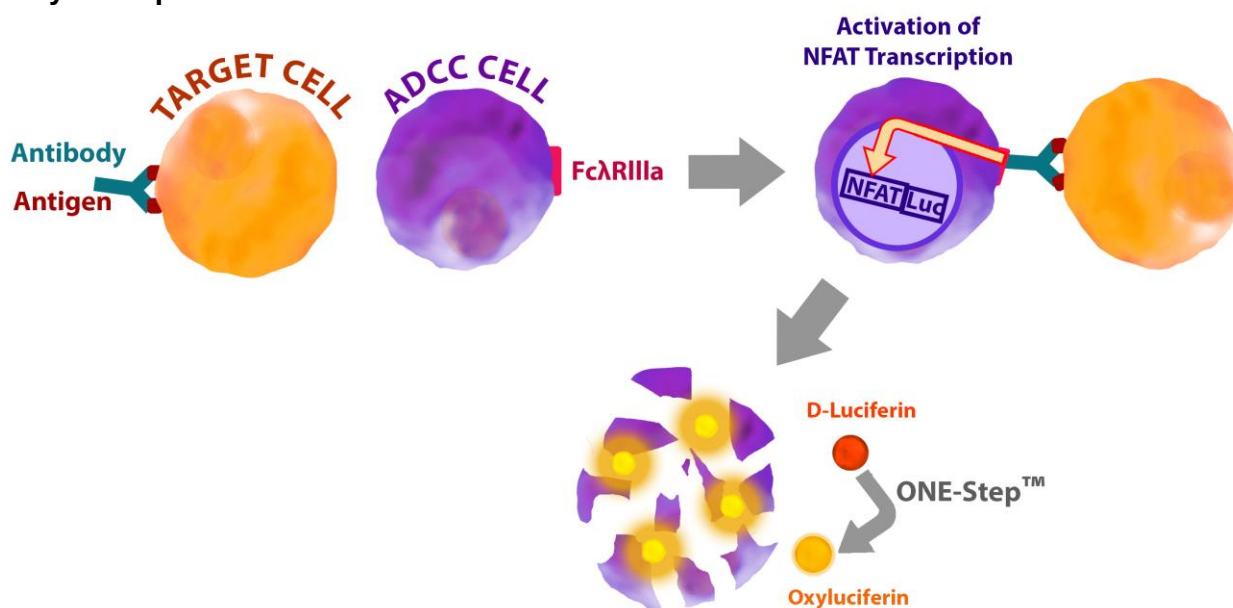 TARGET CELL
ADCC CELL
Antibody
Antigen
FcλRIIIa
Activation of
NFAT Transcription
NFAT Luc
D-Luciferin
ONE-Step™
Oxyluciferin